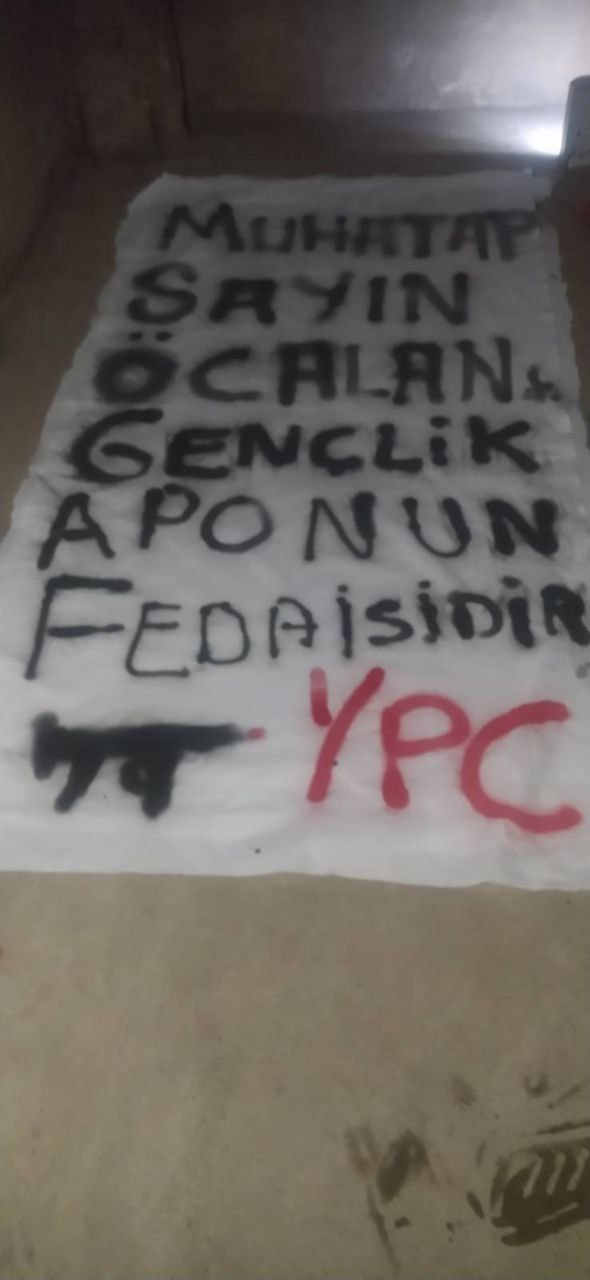 MUHATAP
SAYIN
ÖCALAN
GENÇLİK
APONUN
FEDAİSİDİR
YPC